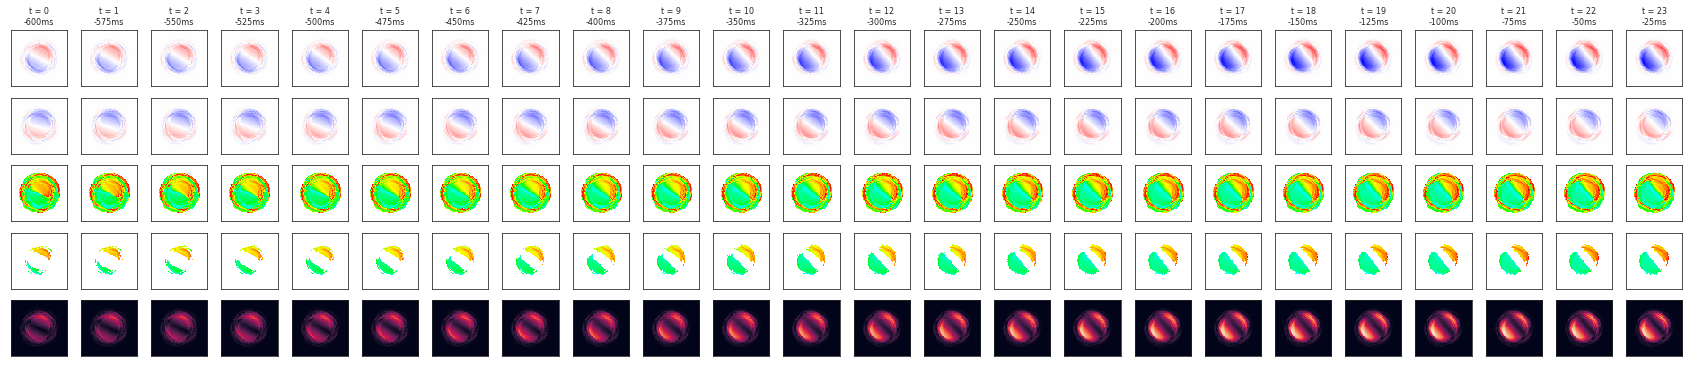 t = 0 t = 1 t = 2 t = 3 t = 4 t = 5 t = 6 t = 7 t = 8 t = 9 t = 10 t = 11 t = 12 t = 13 t = 14 t = 15 t = 16 t = 17 t = 18 t = 19 t = 20 t = 21 t = 22 t = 23
-600ms -575ms -550ms -525ms -500ms -475ms -450ms -425ms -400ms -375ms -350ms -325ms -300ms -275ms -250ms -225ms -200ms -175ms -150ms -125ms -100ms -75ms -50ms -25ms